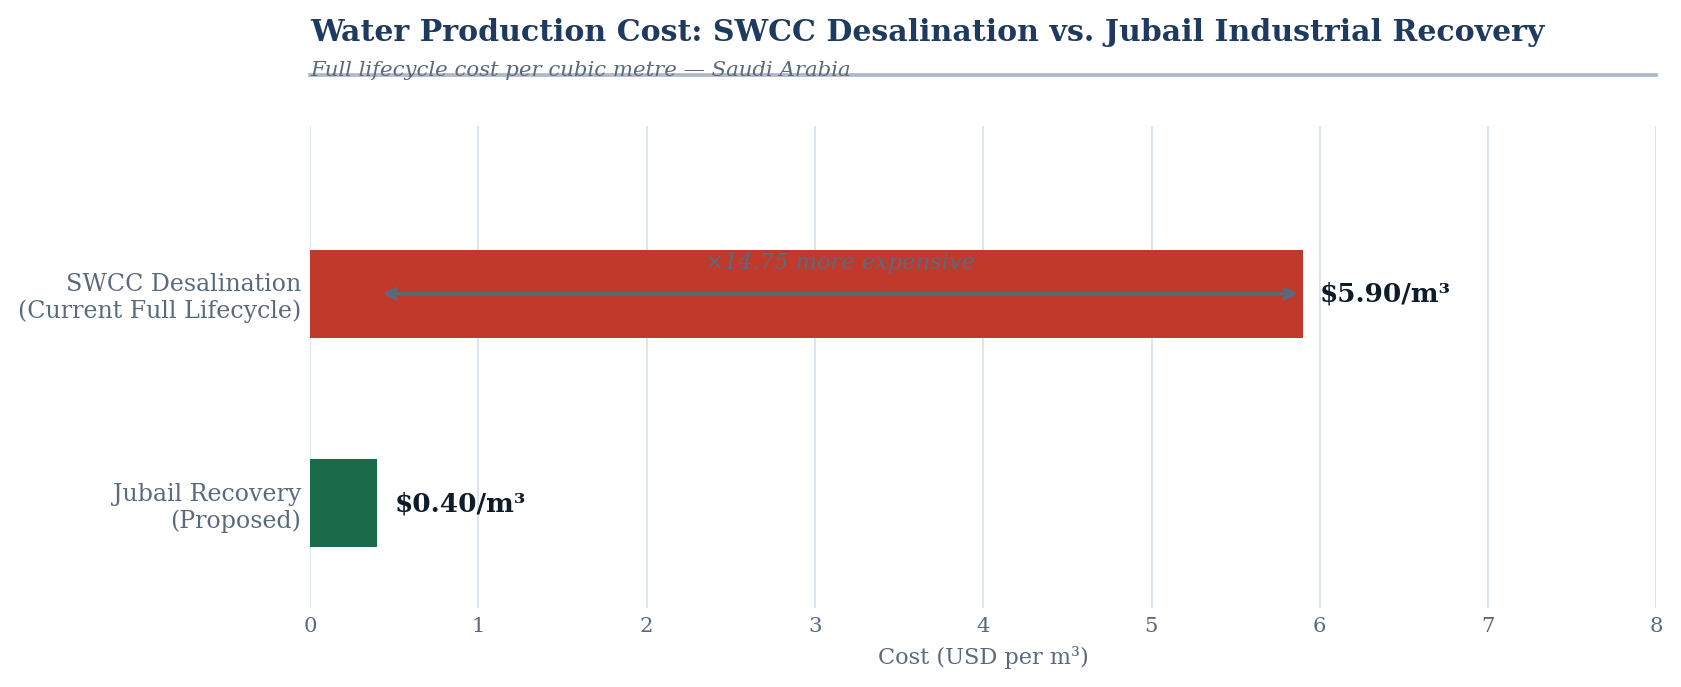 Water Production Cost: SWCC Desalination vs. Jubail Industrial Recovery
Full lifecycle cost per cubic metre — Saudi Arabia
SWCC Desalination
(Current Full Lifecycle)
×14.75 more expensive
$5.90/m³
Jubail Recovery
(Proposed)
$0.40/m³
0 1 2 3 4 5 6 7 8
Cost (USD per m³)